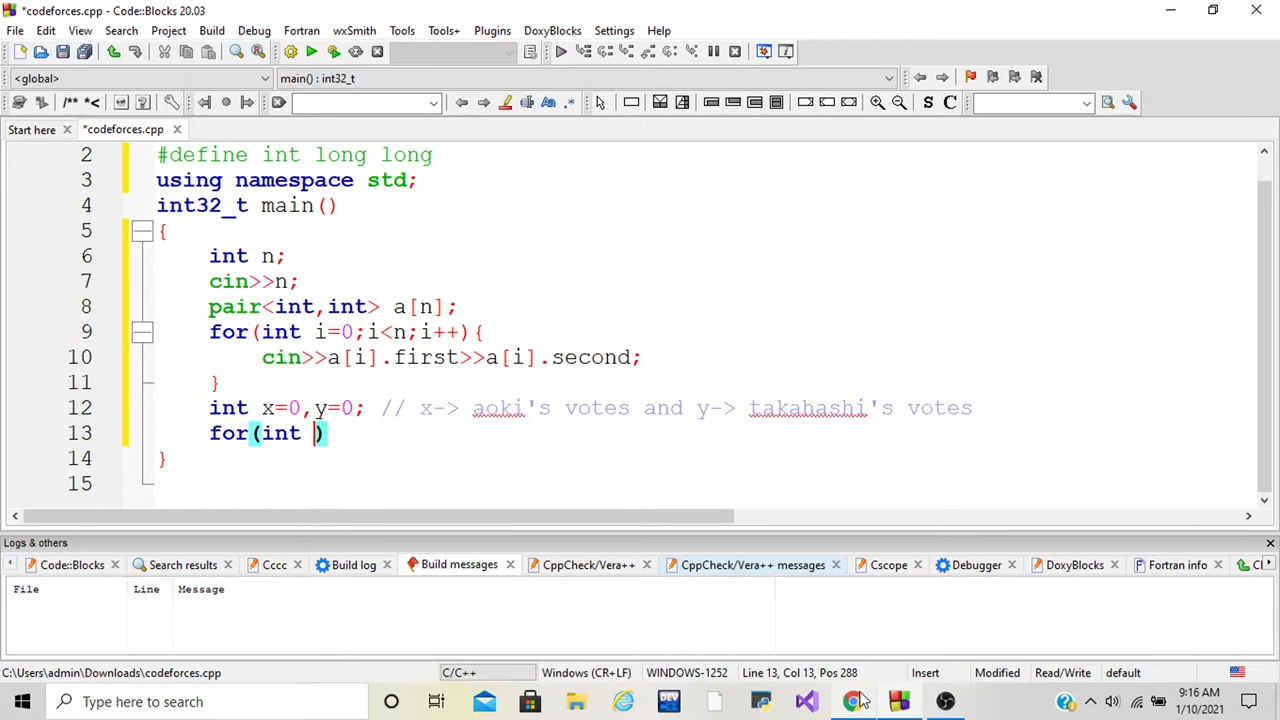 *codeforces.cpp - Code::Blocks 20.03
File Edit View Search Project Build Debug Fortran wxSmith Tools Tools+ Plugins DoxyBlocks Settings Help
<global> main() : int32_t
/** *< Aa .* S C
Start here *codeforces.cpp
2 #define int long long
3 using namespace std;
4 int32_t main()
5 {
6 int n;
7 cin>>n;
8 pair<int,int> a[n];
9 for(int i=0;i<n;i++){
10 cin>>a[i].first>>a[i].second;
11 }
12 int x=0,y=0; // x-> aoki's votes and y-> takahashi's votes
13 for(int )
14 }
15
Logs & others
Code::Blocks Search results Cccc Build log Build messages CppCheck/Vera++ CppCheck/Vera++ messages Cscope Debugger DoxyBlocks Fortran info Cl
File Line Message
C:\Users\admin\Downloads\codeforces.cpp C/C++ Windows (CR+LF) WINDOWS-1252 Line 13, Col 13, Pos 288 Insert Modified Read/Write default
Type here to search DEV 9:16 AM
1/10/2021